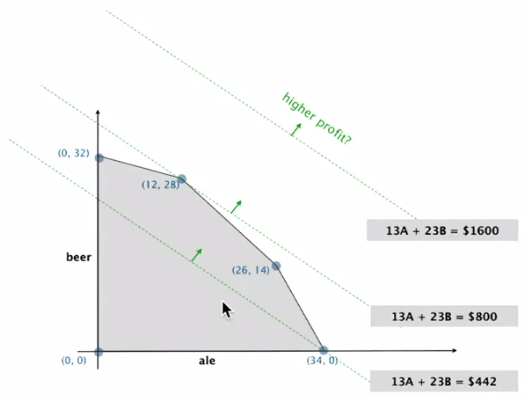 higher profit?
(0, 32)
(12, 28)
13A + 23B = $1600
beer
(26, 14)
13A + 23B = $800
(0, 0)
ale
(34, 0)
13A + 23B = $442